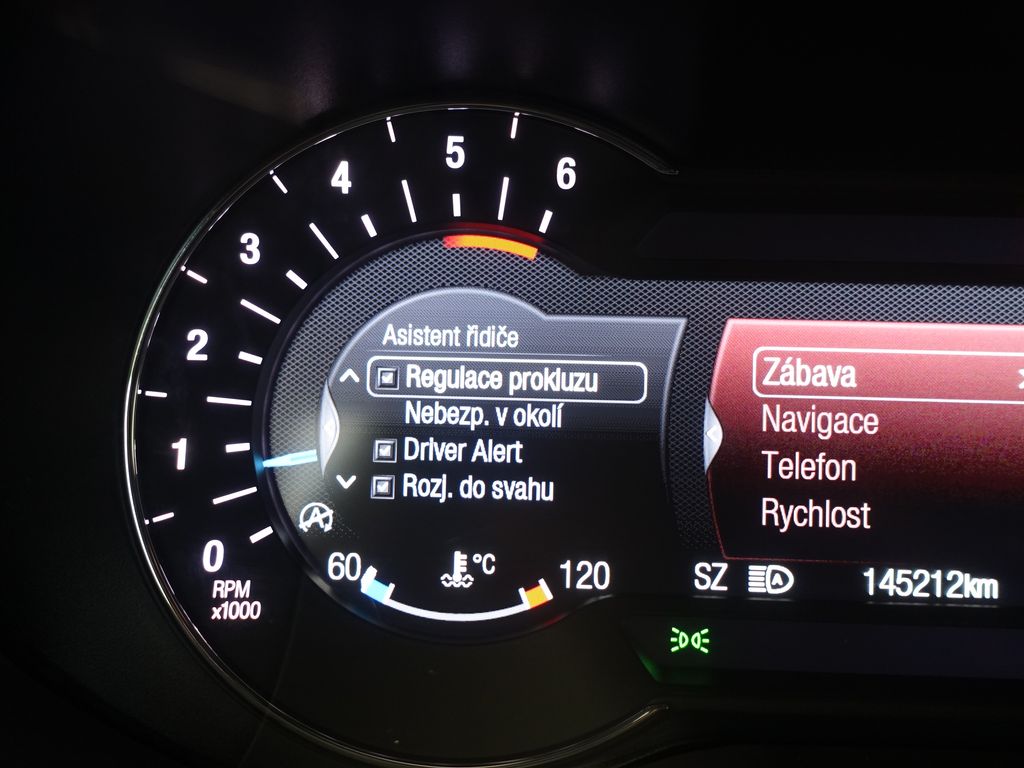 6
5
4
3
2
1
0
RPM
x1000
Asistent řidiče
Regulace prokluzu
Nebezp. v okolí
Driver Alert
Rozj. do svahu
A
60
°C
120
Zábava
Navigace
Telefon
Rychlost
SZ
A
145212km